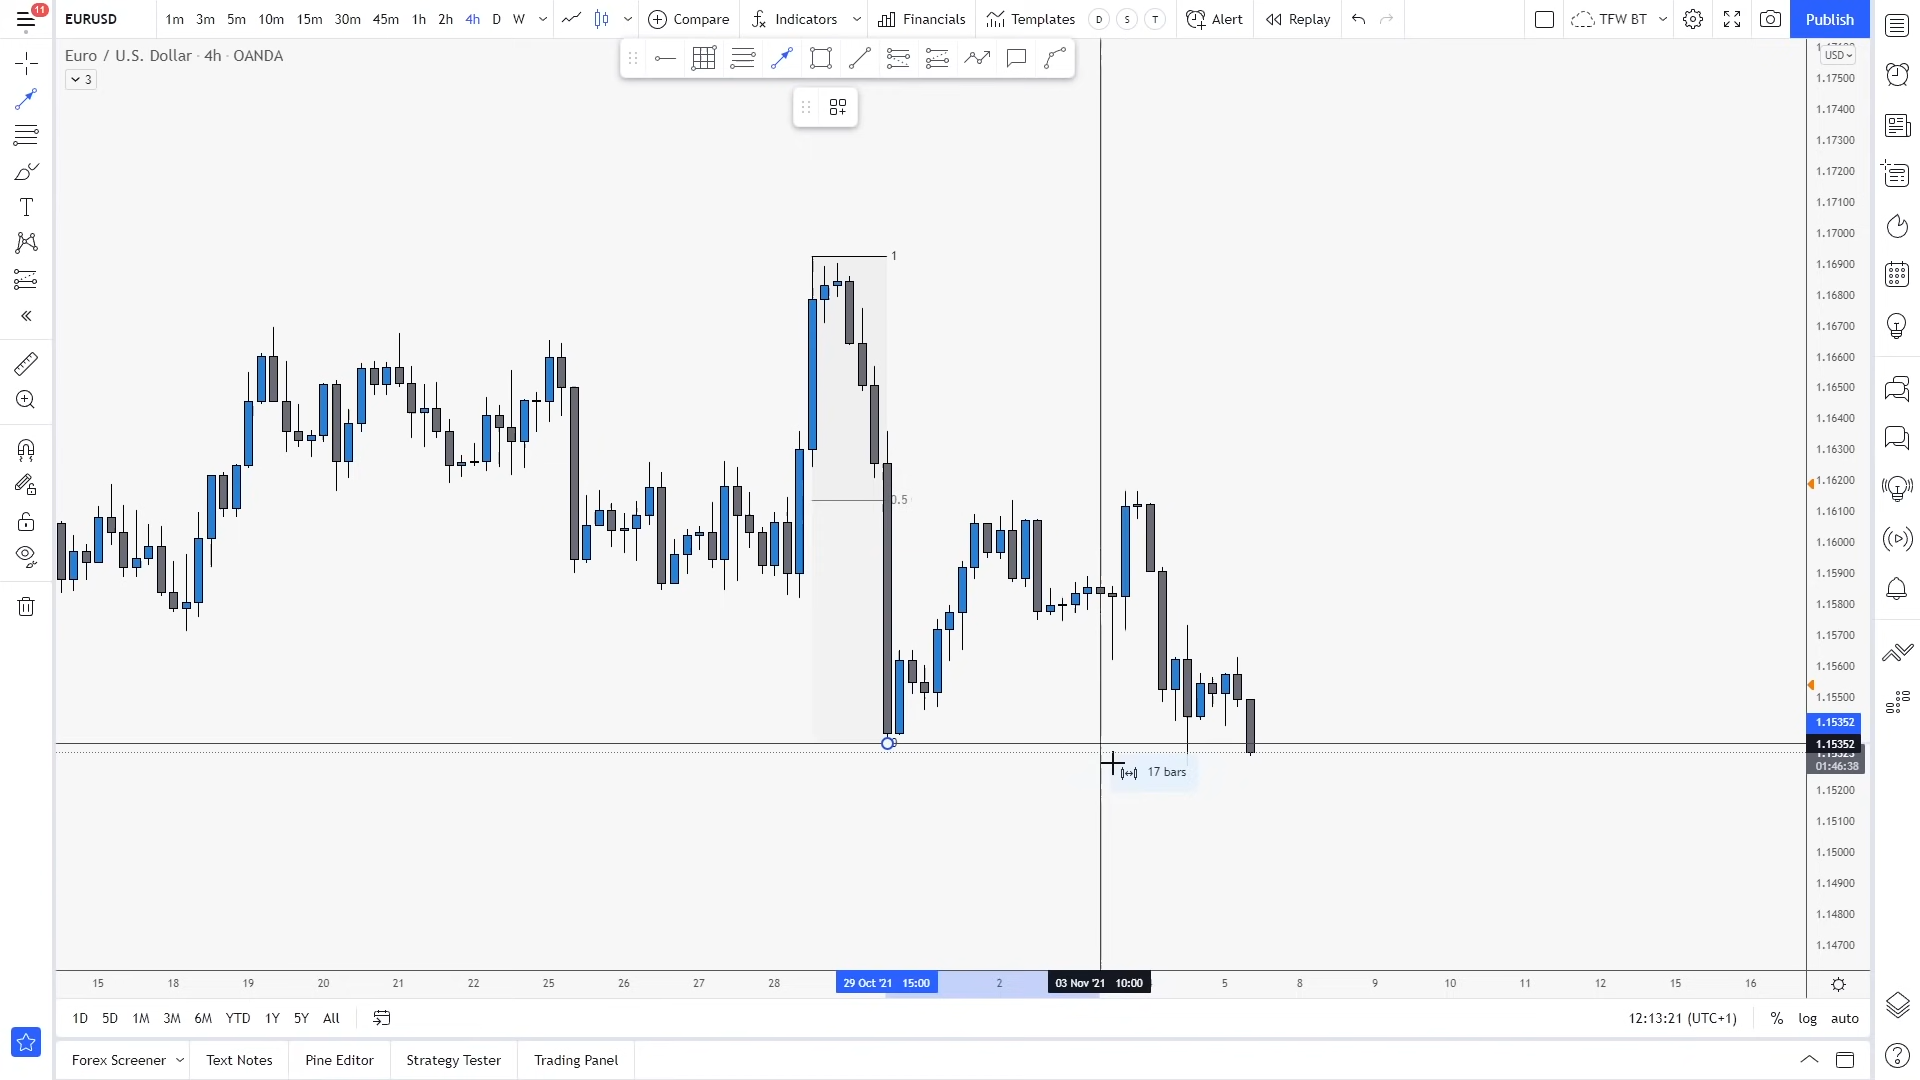 11
EURUSD
1m 3m 5m 10m 15m 30m 45m 1h 2h 4h D W
Compare
Indicators
Financials
Templates
D S T
Alert
Replay
TFW BT
Publish
Euro / U.S. Dollar · 4h · OANDA
3
USD
1.17500
1.17400
1.17300
1.17200
1.17100
1.17000
1.16900
1.16800
1.16700
1.16600
1.16500
1.16400
1.16300
1.16200
1.16100
1.16000
1.15900
1.15800
1.15700
1.15600
1.15500
1.15352
1.15352
01:46:38
1.15200
1.15100
1.15000
1.14900
1.14800
1.14700
1
0.5
17 bars
15 18 19 20 21 22 25 26 27 28 29 Oct '21 15:00 2 03 Nov '21 10:00 5 8 9 10 11 12 15 16
1D 5D 1M 3M 6M YTD 1Y 5Y All
12:13:21 (UTC+1) % log auto
Forex Screener Text Notes Pine Editor Strategy Tester Trading Panel